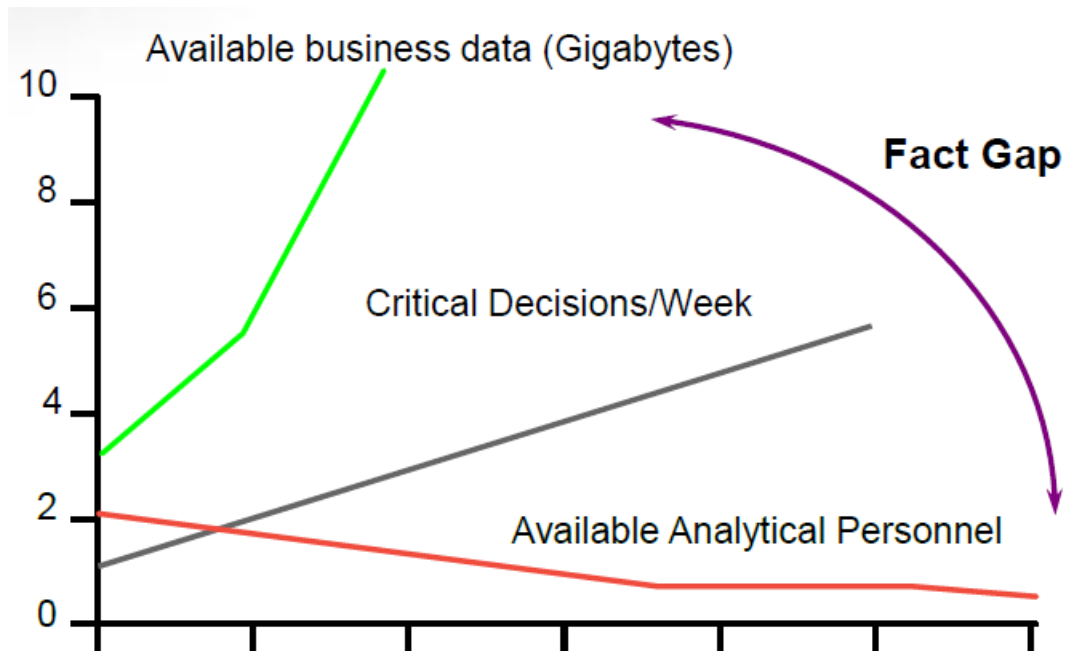 Available business data (Gigabytes)
10
Fact Gap
8
6
Critical Decisions/Week
4
2
Available Analytical Personnel
0